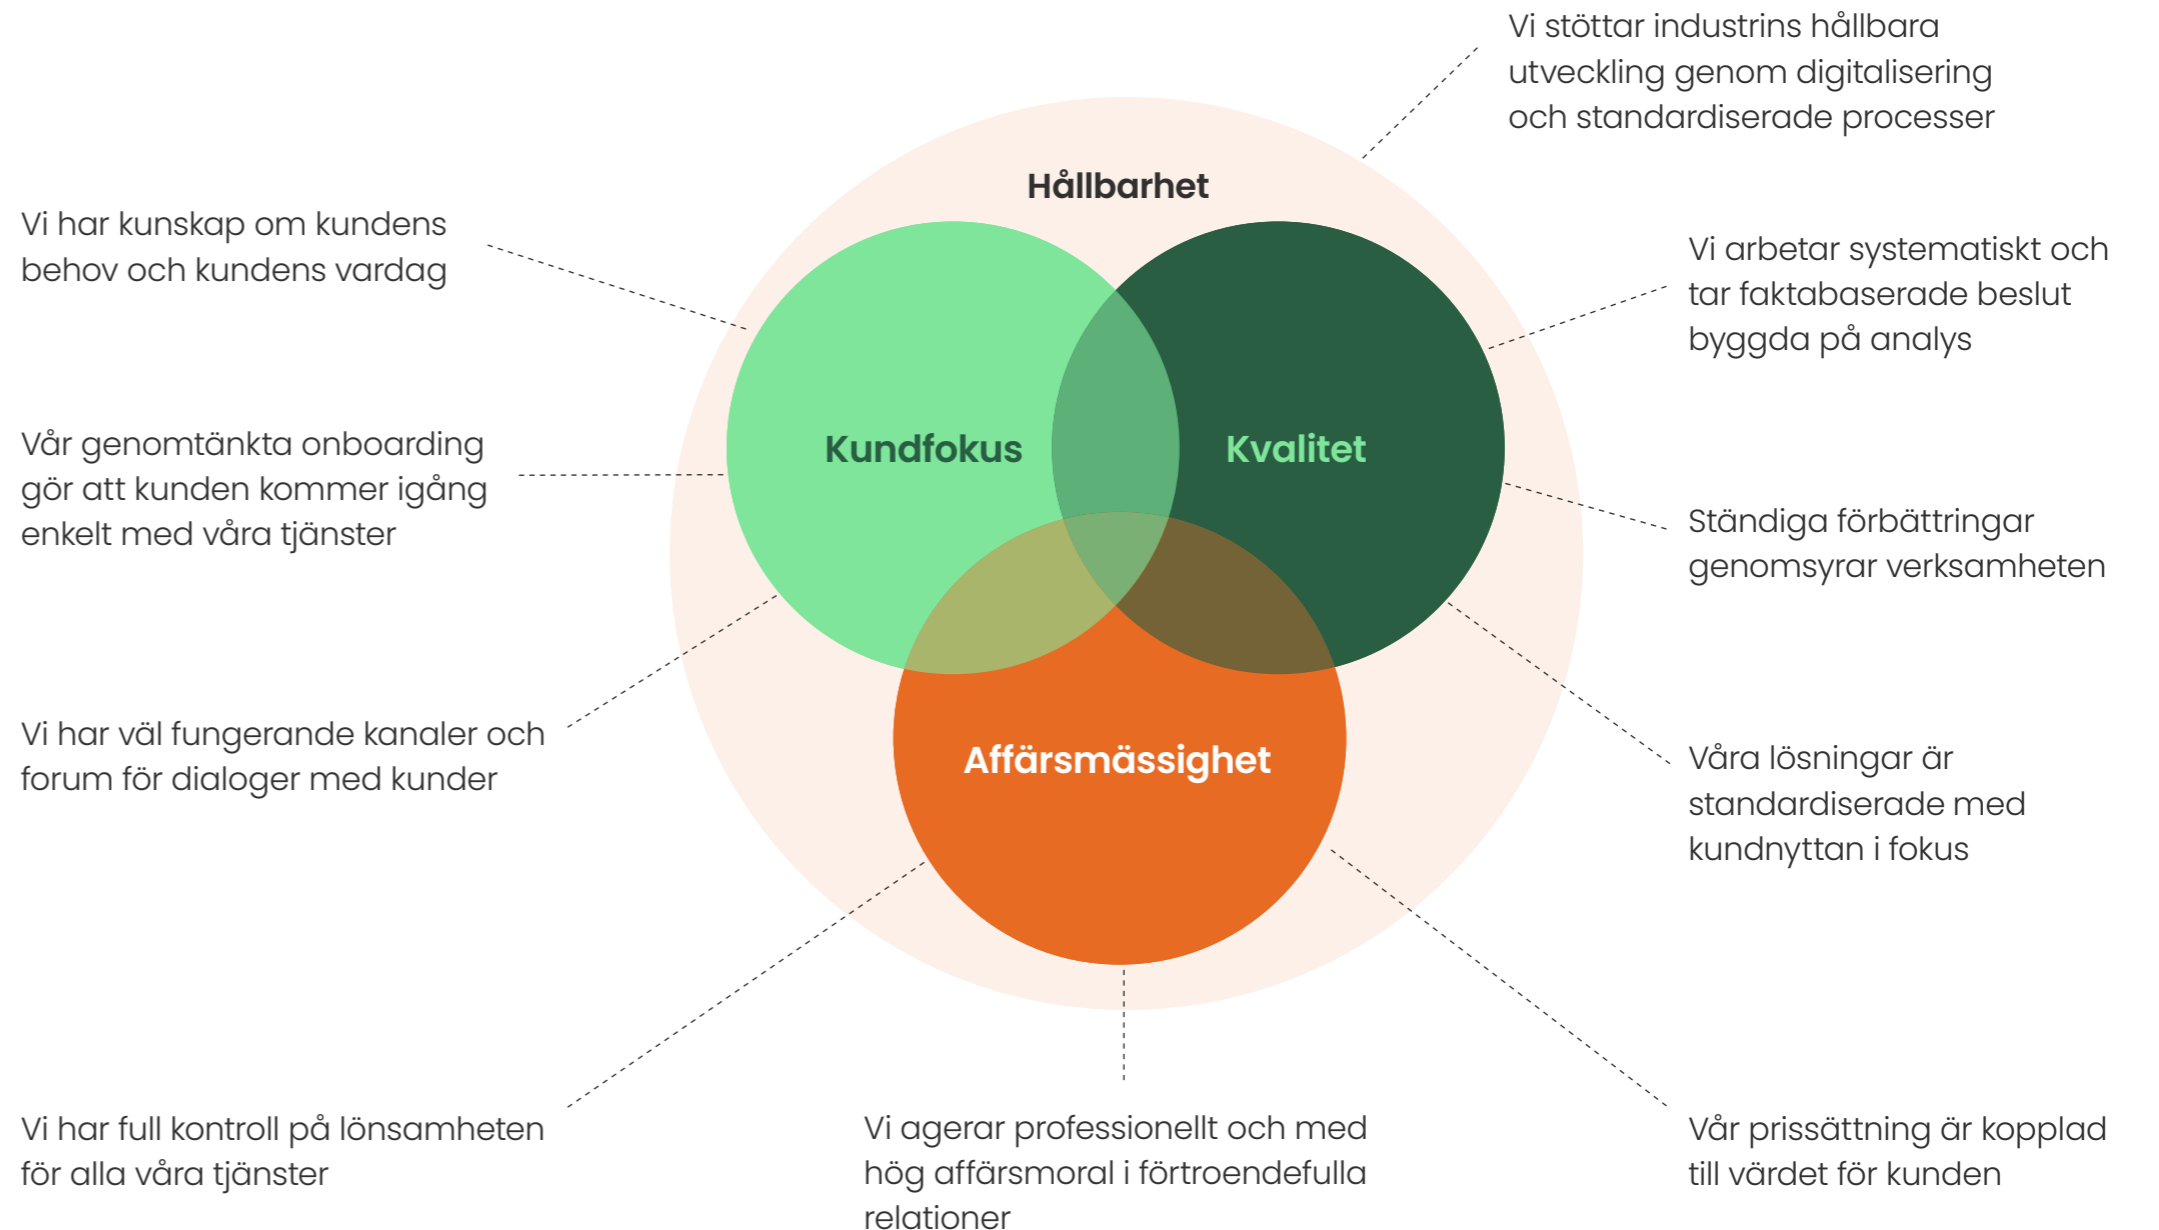 Vi stöttar industrins hållbara
utveckling genom digitalisering
och standardiserade processer
Hållbarhet
Vi har kunskap om kundens
behov och kundens vardag
Vi arbetar systematiskt och
tar faktabaserade beslut
byggda på analys
Vår genomtänkta onboarding
gör att kunden kommer igång
enkelt med våra tjänster
Kundfokus
Kvalitet
Ständiga förbättringar
genomsyrar verksamheten
Vi har väl fungerande kanaler och
forum för dialoger med kunder
Affärsmässighet
Våra lösningar är
standardiserade med
kundnyttan i fokus
Vi har full kontroll på lönsamheten
för alla våra tjänster
Vi agerar professionellt och med
hög affärsmoral i förtroendefulla
relationer
Vår prissättning är kopplad
till värdet för kunden